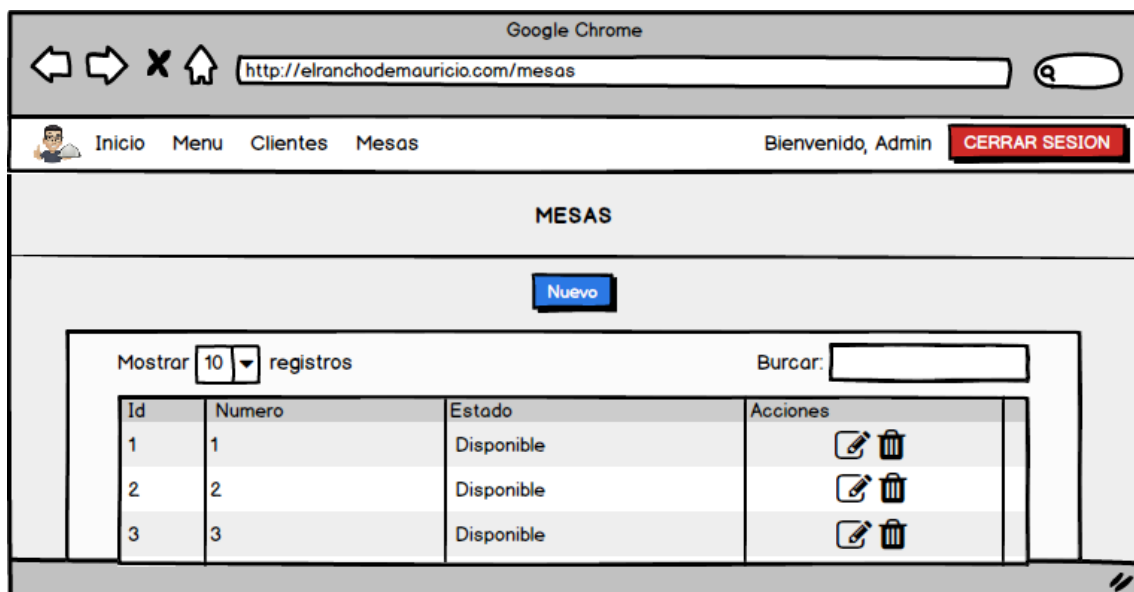 Google Chrome
http://elranchodemauricio.com/mesas
Inicio Menu Clientes Mesas Bienvenido, Admin CERRAR SESION
MESAS
Nuevo
Mostrar 10 registros Burcar:
Id Numero Estado Acciones
1 1 Disponible
2 2 Disponible
3 3 Disponible